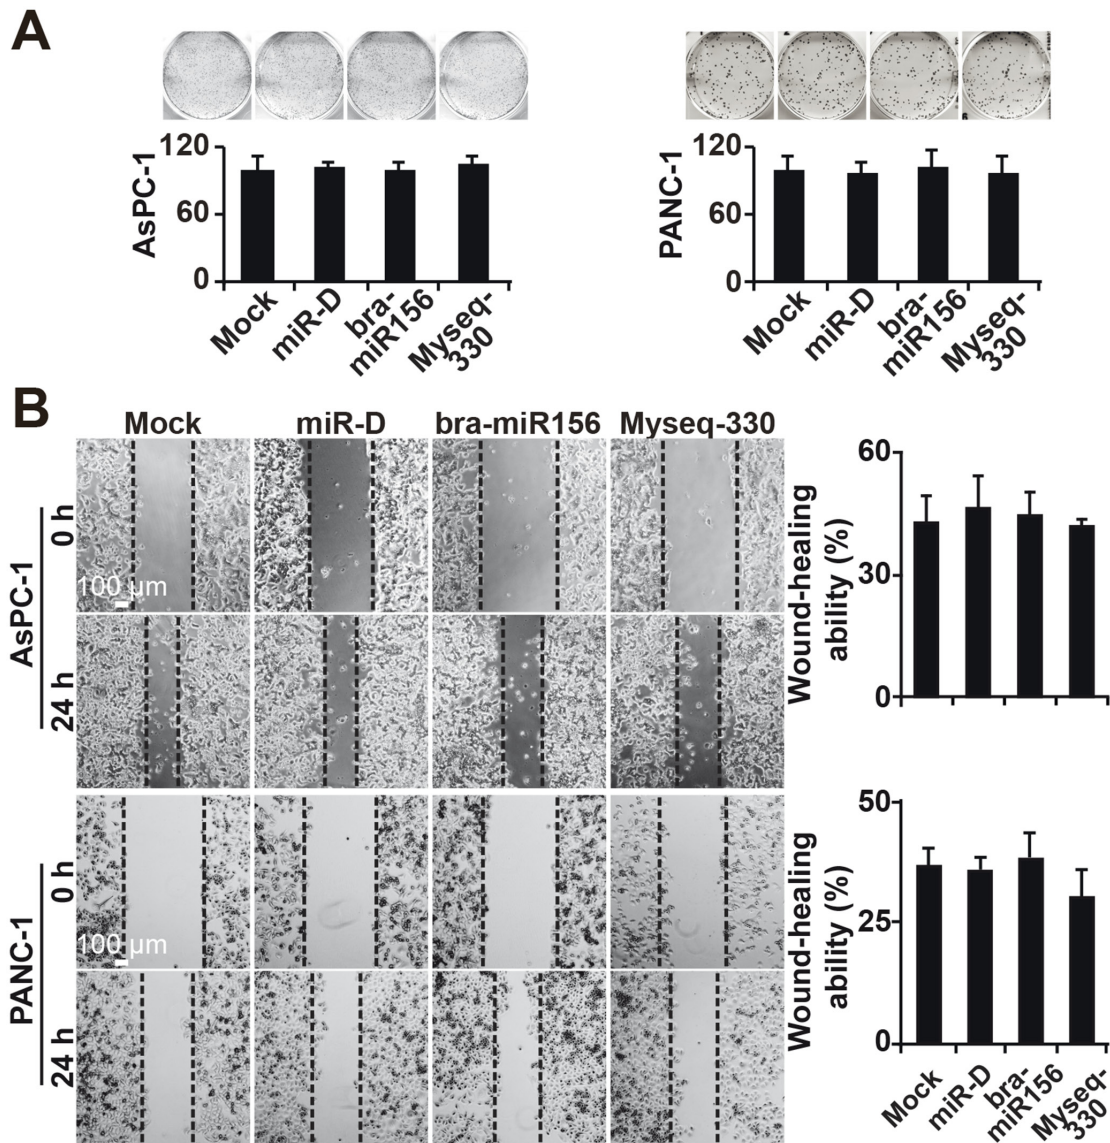 A
AsPC-1
120
60
0
Mock
miR-D
bra-
miR156
Myseq-
330
PANC-1
120
60
0
Mock
miR-D
bra-
miR156
Myseq-
330
B
Mock
miR-D
bra-miR156
Myseq-330
AsPC-1
0 h
100 µm
24 h
Wound-healing
ability (%)
60
30
0
PANC-1
0 h
100 µm
24 h
Wound-healing
ability (%)
50
25
0
Mock
miR-D
bra-
miR156
Myseq-
330